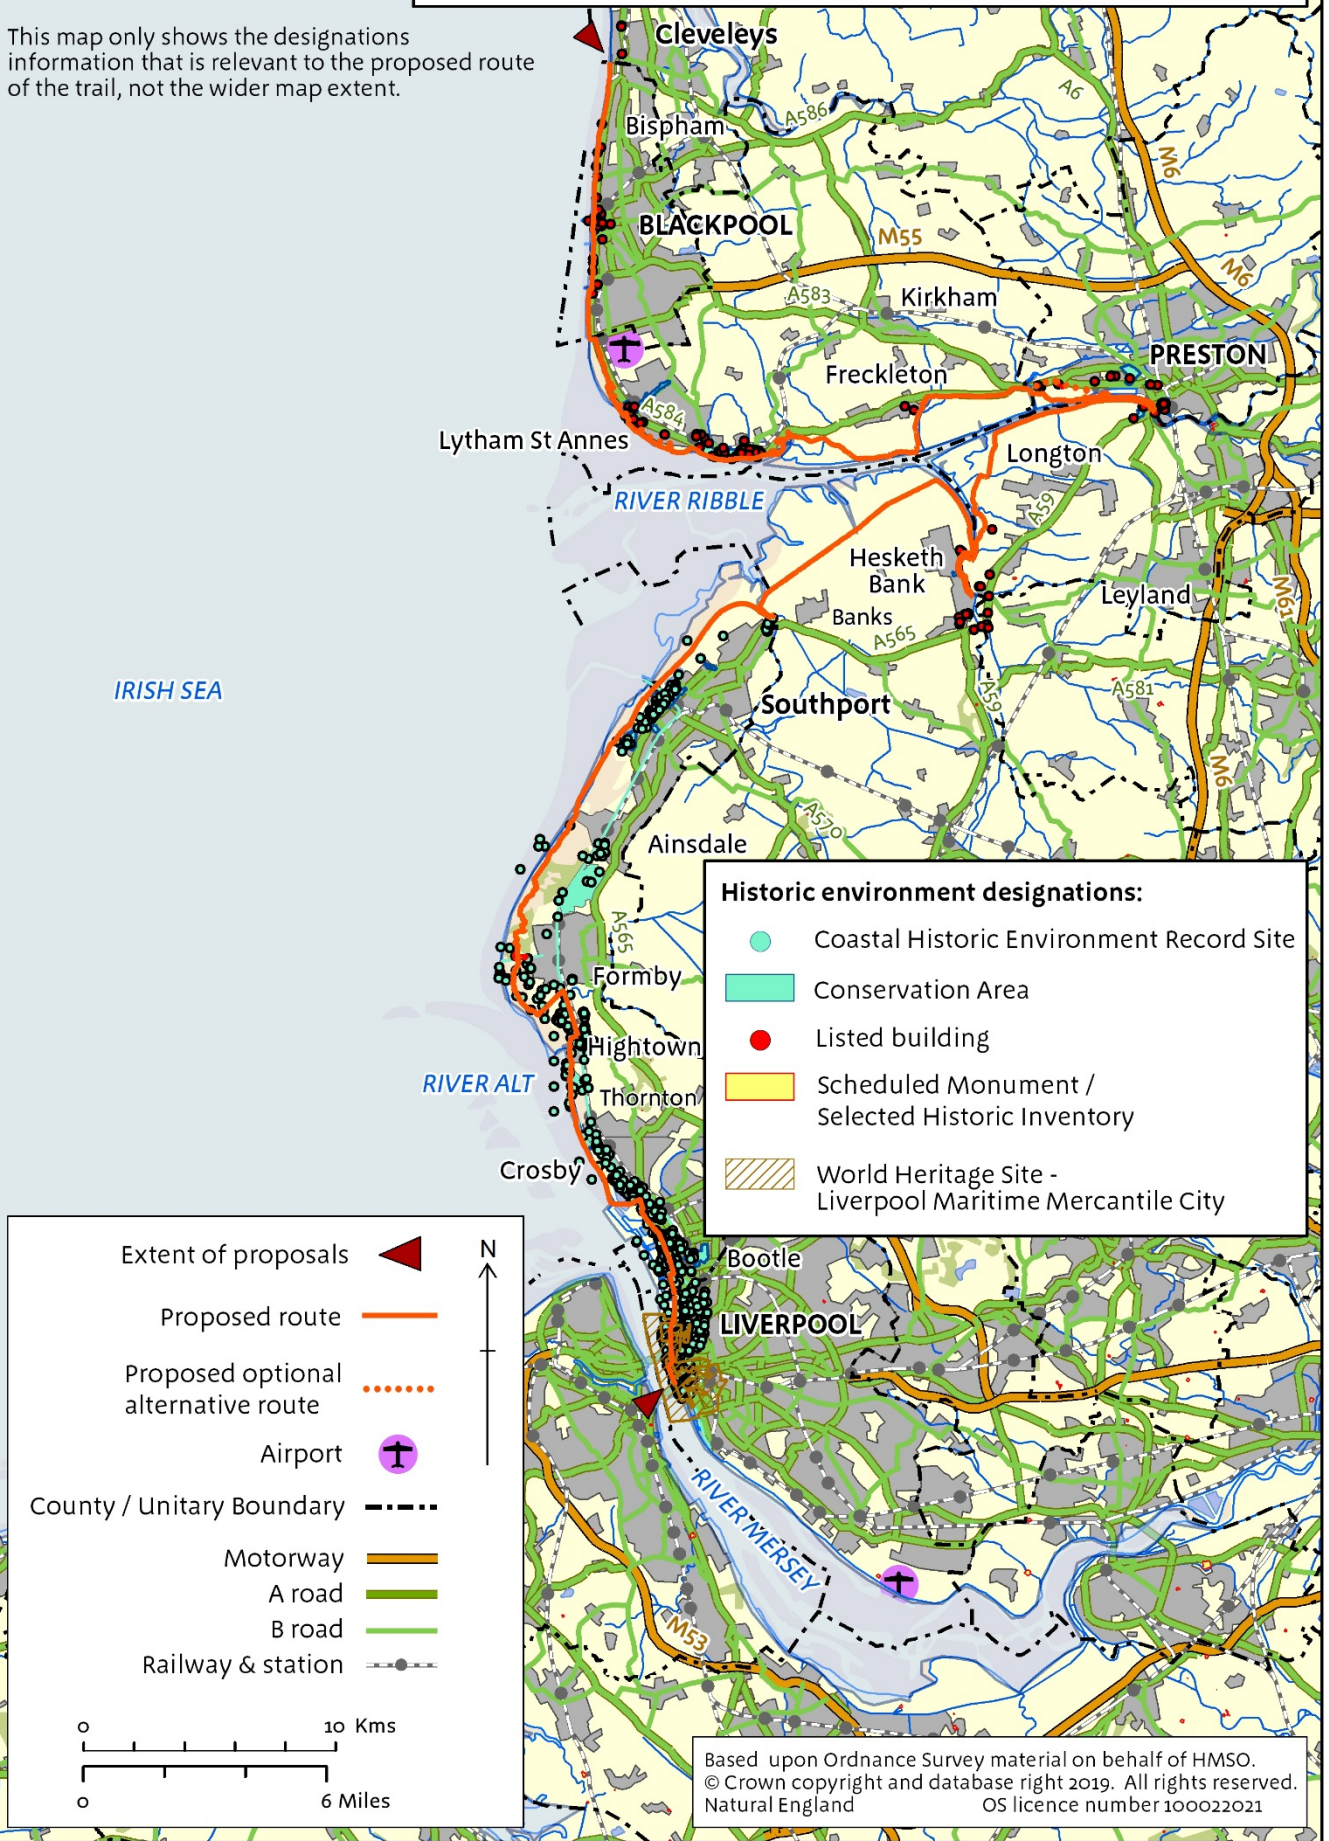 This map only shows the designations
information that is relevant to the proposed route
of the trail, not the wider map extent.
Cleveleys
A6
A586
Bispham
M6
BLACKPOOL
M55
M6
A583
Kirkham
PRESTON
Freckleton
A584
Lytham St Annes
Longton
RIVER RIBBLE
A59
Hesketh
Bank
Leyland
M61
Banks
A565
IRISH SEA
A581
A59
Southport
M6
A570
Ainsdale
A565
Formby
Hightown
RIVER ALT
Thornton
Crosby
Bootle
LIVERPOOL
RIVER MERSEY
M53
Historic environment designations:
Coastal Historic Environment Record Site
Conservation Area
Listed building
Scheduled Monument /
Selected Historic Inventory
World Heritage Site -
Liverpool Maritime Mercantile City
Extent of proposals
N
Proposed route
Proposed optional
alternative route
Airport
County / Unitary Boundary
Motorway
A road
B road
Railway & station
0 10 Kms
0 6 Miles
Based upon Ordnance Survey material on behalf of HMSO.
© Crown copyright and database right 2019. All rights reserved.
Natural England OS licence number 100022021